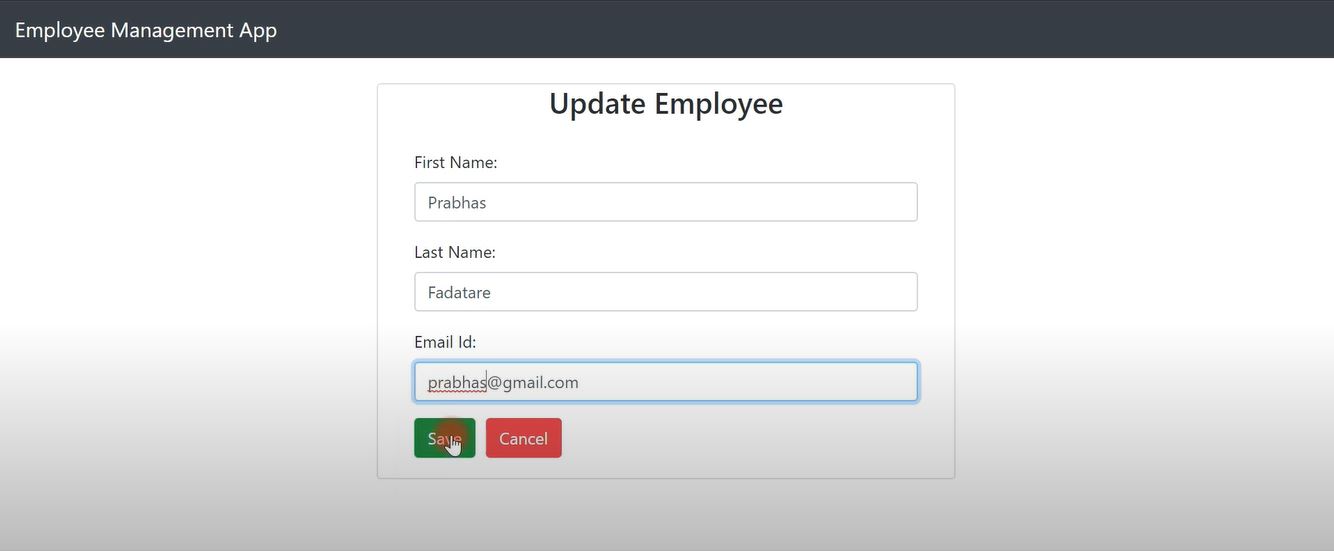 Employee Management App
Update Employee
First Name:
Prabhas
Last Name:
Fadatare
Email Id:
prabhas@gmail.com
Save Cancel